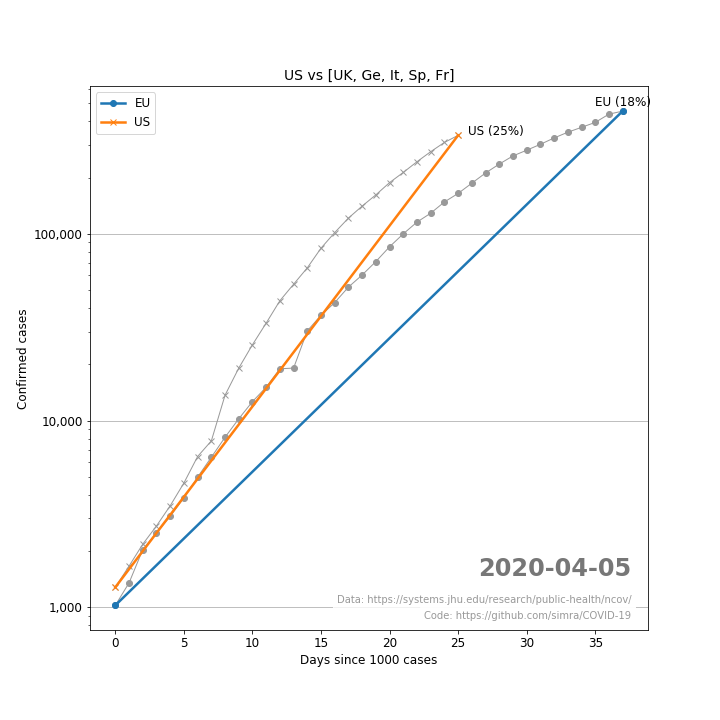 US vs [UK, Ge, It, Sp, Fr]
EU
US
EU (18%)
US (25%)
100,000
10,000
1,000
Confirmed cases
2020-04-05
Data: https://systems.jhu.edu/research/public-health/ncov/
Code: https://github.com/simra/COVID-19
0 5 10 15 20 25 30 35
Days since 1000 cases